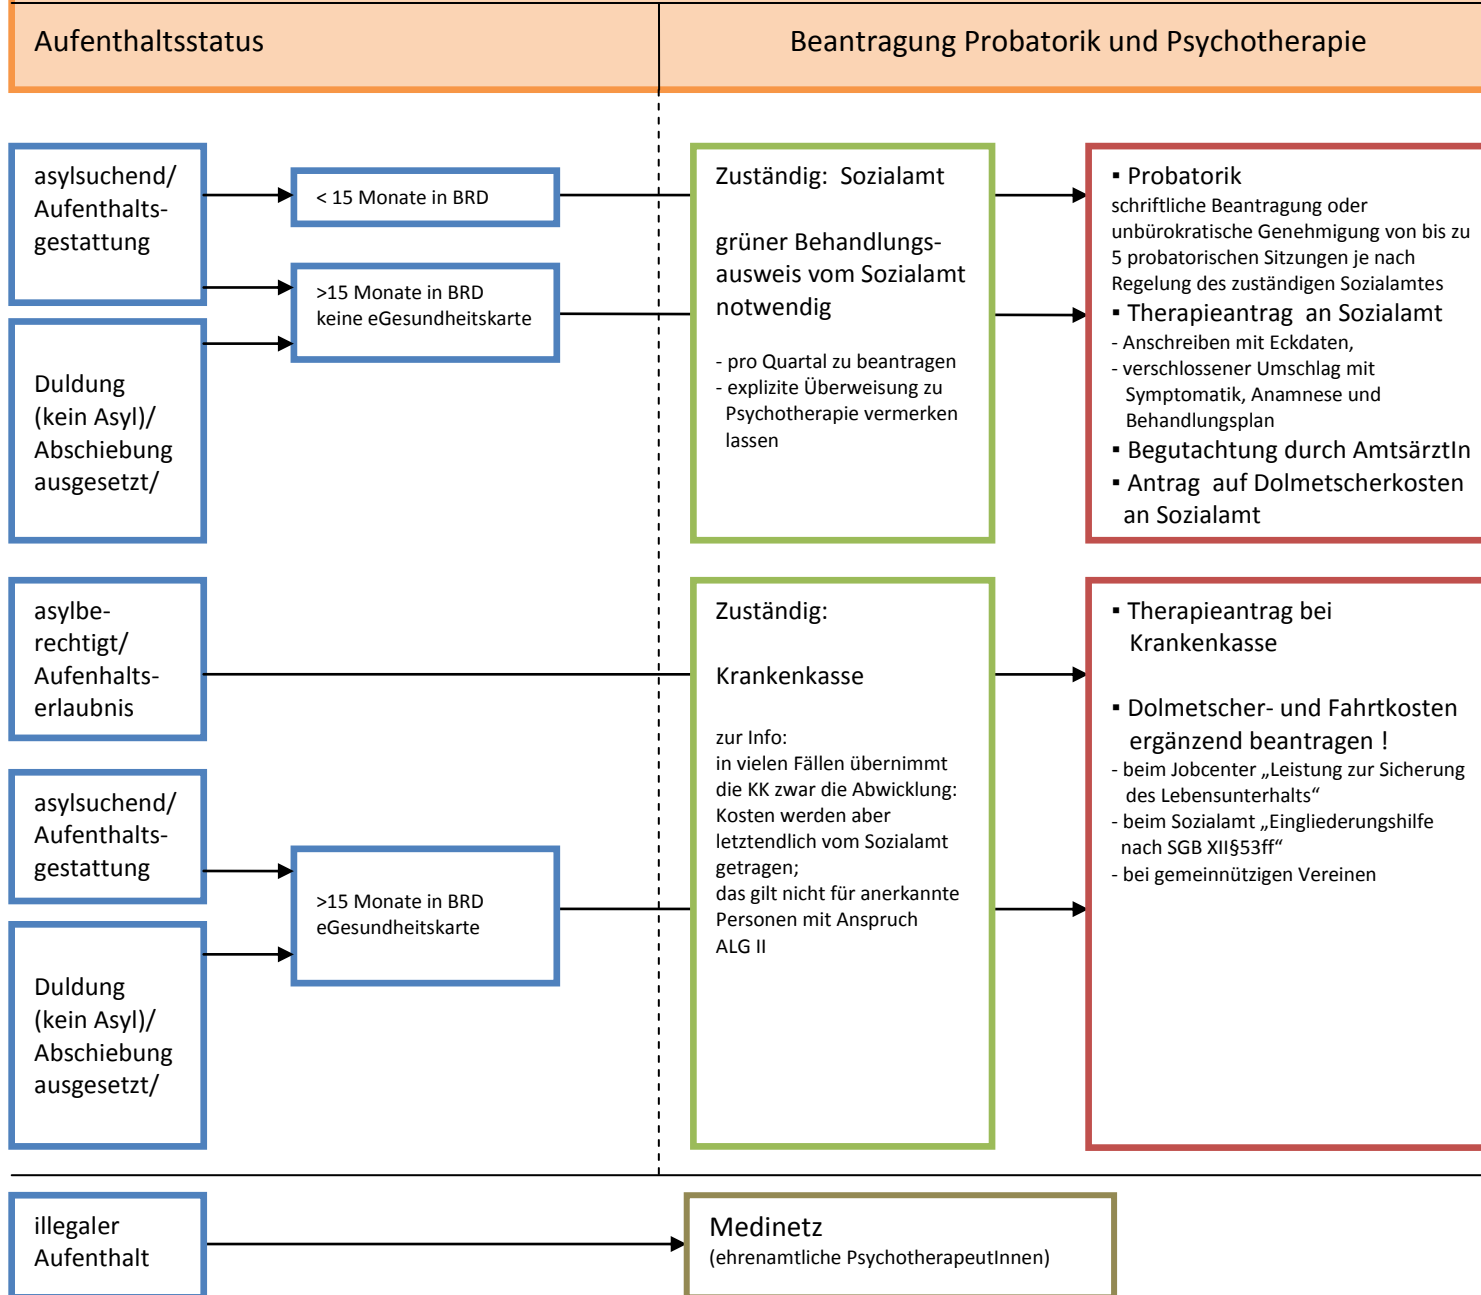 Aufenthaltsstatus
Beantragung Probatorik und Psychotherapie
asylsuchend/
Aufenthalts-
gestattung
< 15 Monate in BRD
>15 Monate in BRD
keine eGesundheitskarte
Duldung
(kein Asyl)/
Abschiebung
ausgesetzt/
Zuständig: Sozialamt
grüner Behandlungs-
ausweis vom Sozialamt
notwendig
- pro Quartal zu beantragen
- explizite Überweisung zu
Psychotherapie vermerken
lassen
▪ Probatorik
schriftliche Beantragung oder
unbürokratische Genehmigung von bis zu
5 probatorischen Sitzungen je nach
Regelung des zuständigen Sozialamtes
▪ Therapieantrag an Sozialamt
- Anschreiben mit Eckdaten,
- verschlossener Umschlag mit
Symptomatik, Anamnese und
Behandlungsplan
▪ Begutachtung durch AmtsärztIn
▪ Antrag auf Dolmetscherkosten
an Sozialamt
asylbe-
rechtigt/
Aufenhalts-
erlaubnis
asylsuchend/
Aufenthalts-
gestattung
Duldung
(kein Asyl)/
Abschiebung
ausgesetzt/
>15 Monate in BRD
eGesundheitskarte
Zuständig:
Krankenkasse
zur Info:
in vielen Fällen übernimmt
die KK zwar die Abwicklung:
Kosten werden aber
letztendlich vom Sozialamt
getragen;
das gilt nicht für anerkannte
Personen mit Anspruch
ALG II
▪ Therapieantrag bei
Krankenkasse
▪ Dolmetscher- und Fahrtkosten
ergänzend beantragen !
- beim Jobcenter „Leistung zur Sicherung
des Lebensunterhalts“
- beim Sozialamt „Eingliederungshilfe
nach SGB XII§53ff“
- bei gemeinnützigen Vereinen
illegaler
Aufenthalt
Medinetz
(ehrenamtliche PsychotherapeutInnen)